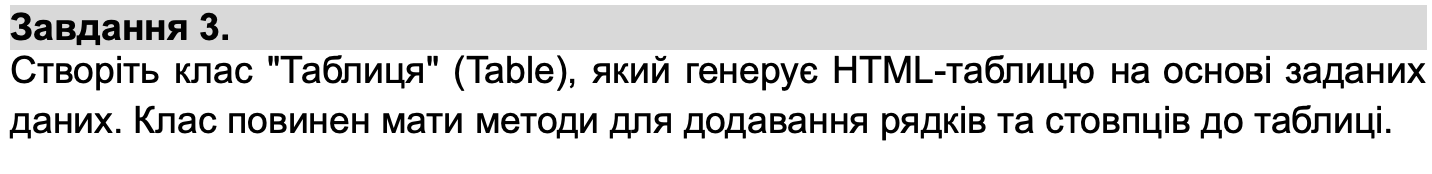 Завдання 3.
Створіть клас "Таблиця" (Table), який генерує HTML-таблицю на основі заданих
даних. Клас повинен мати методи для додавання рядків та стовпців до таблиці.